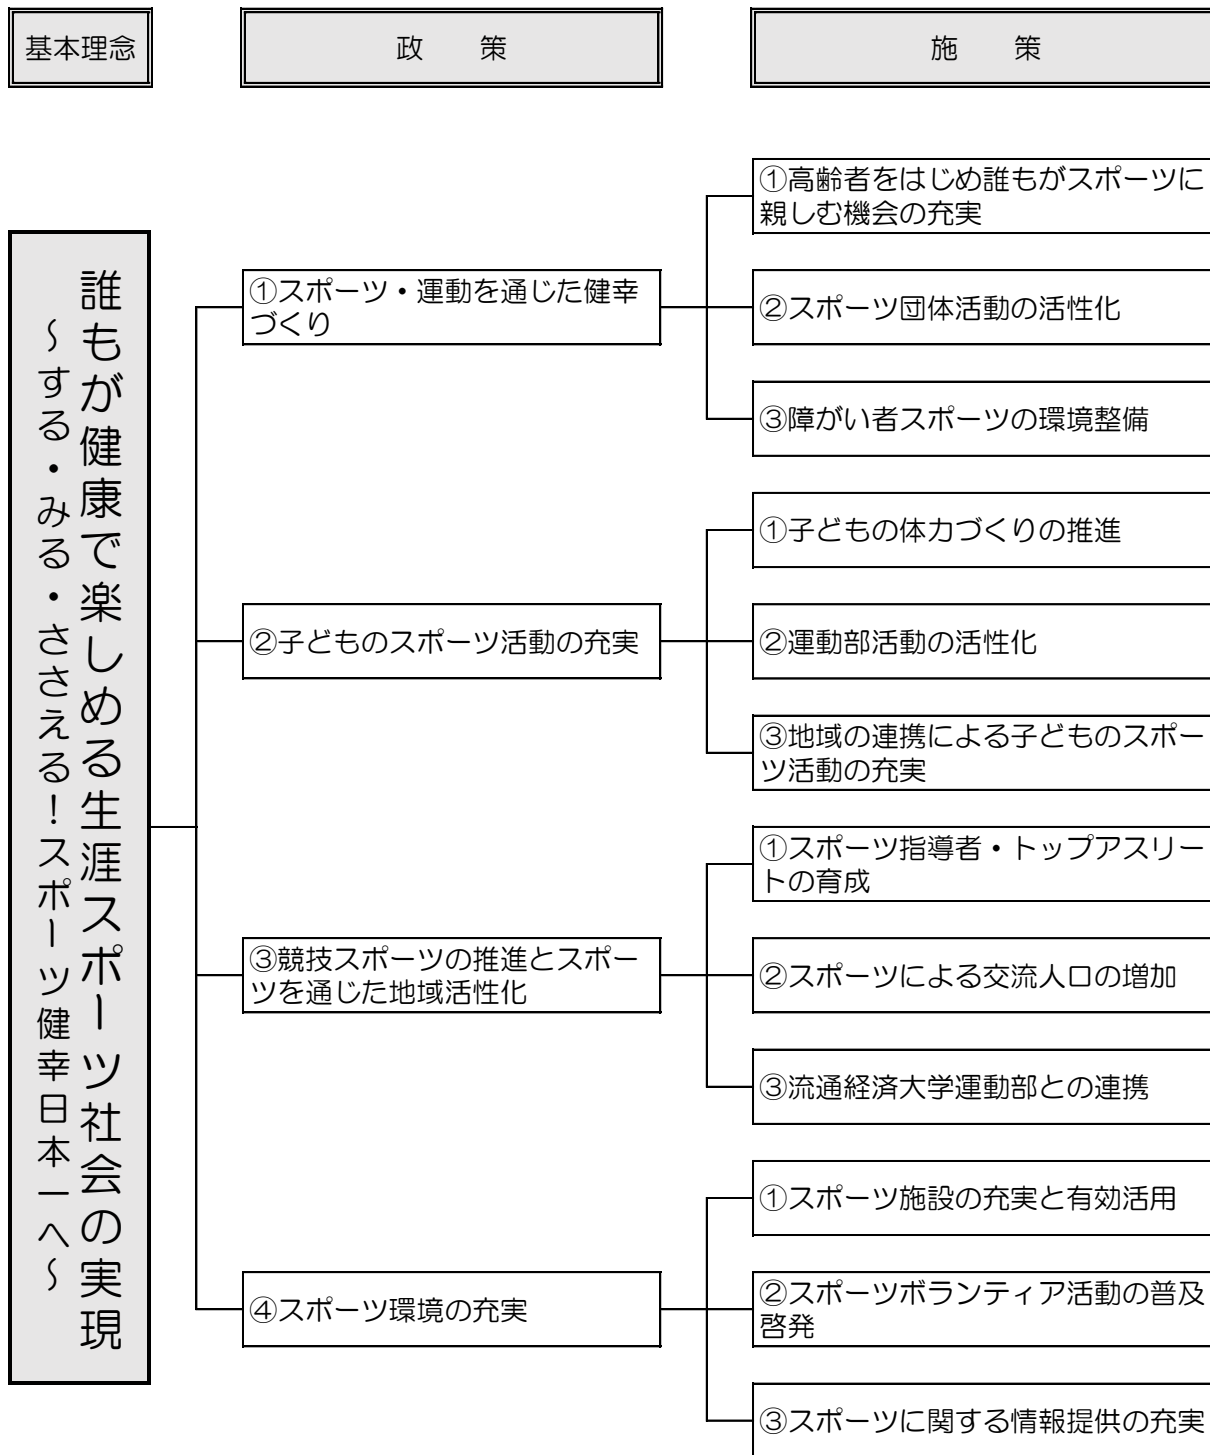 基本理念
政　策
施　策
誰もが健康で楽しめる生涯スポーツ社会の実現
～する・みる・ささえる！スポーツ健幸日本一へ～
①スポーツ・運動を通じた健幸
づくり
①高齢者をはじめ誰もがスポーツに
親しむ機会の充実
②スポーツ団体活動の活性化
③障がい者スポーツの環境整備
②子どものスポーツ活動の充実
①子どもの体力づくりの推進
②運動部活動の活性化
③地域の連携による子どものスポー
ツ活動の充実
③競技スポーツの推進とスポー
ツを通じた地域活性化
①スポーツ指導者・トップアスリー
トの育成
②スポーツによる交流人口の増加
③流通経済大学運動部との連携
④スポーツ環境の充実
①スポーツ施設の充実と有効活用
②スポーツボランティア活動の普及
啓発
③スポーツに関する情報提供の充実